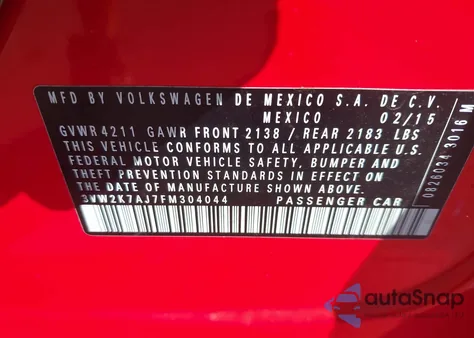 MFD BY VOLKSWAGEN DE MEXICO S.A. DE C.V.
MEXICO 02/15
GVWR 4211 GAWR FRONT 2138 / REAR 2183 LBS
THIS VEHICLE CONFORMS TO ALL APPLICABLE U.S.
FEDERAL MOTOR VEHICLE SAFETY, BUMPER AND
THEFT PREVENTION STANDARDS IN EFFECT ON
THE DATE OF MANUFACTURE SHOWN ABOVE.
3VW2K7AJ7FM304044 PASSENGER CAR
0826034 3016 M
autoSnap